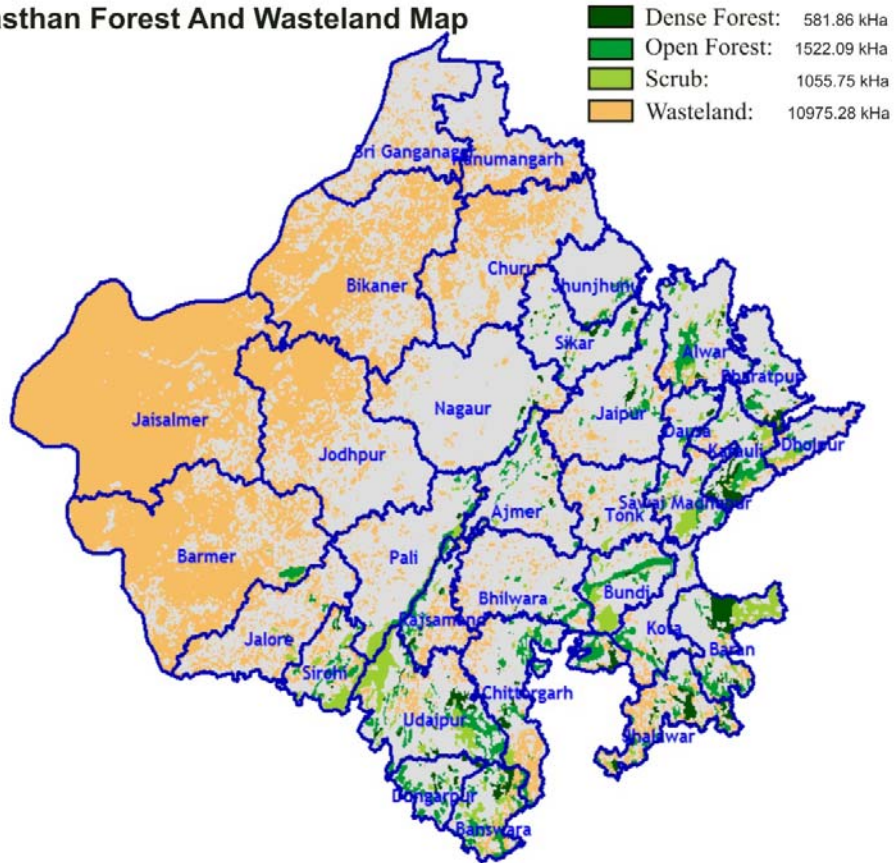 asthan Forest And Wasteland Map
Dense Forest: 581.86 kHa
Open Forest: 1522.09 kHa
Scrub: 1055.75 kHa
Wasteland: 10975.28 kHa
Sri Ganganagar
Hanumangarh
Churu
Bikaner
Jhunjhunu
Sikar
Alwar
Bharatpur
Jaisalmer
Nagaur
Jaipur
Dausa
Karauli
Dholpur
Jodhpur
Ajmer
Tonk
Sawai Madhupur
Barmer
Pali
Bhilwara
Bundi
Rajsamand
Kota
Jalore
Baran
Sirohi
Chittorgarh
Udaipur
Jhalawar
Dongarpur
Banswara